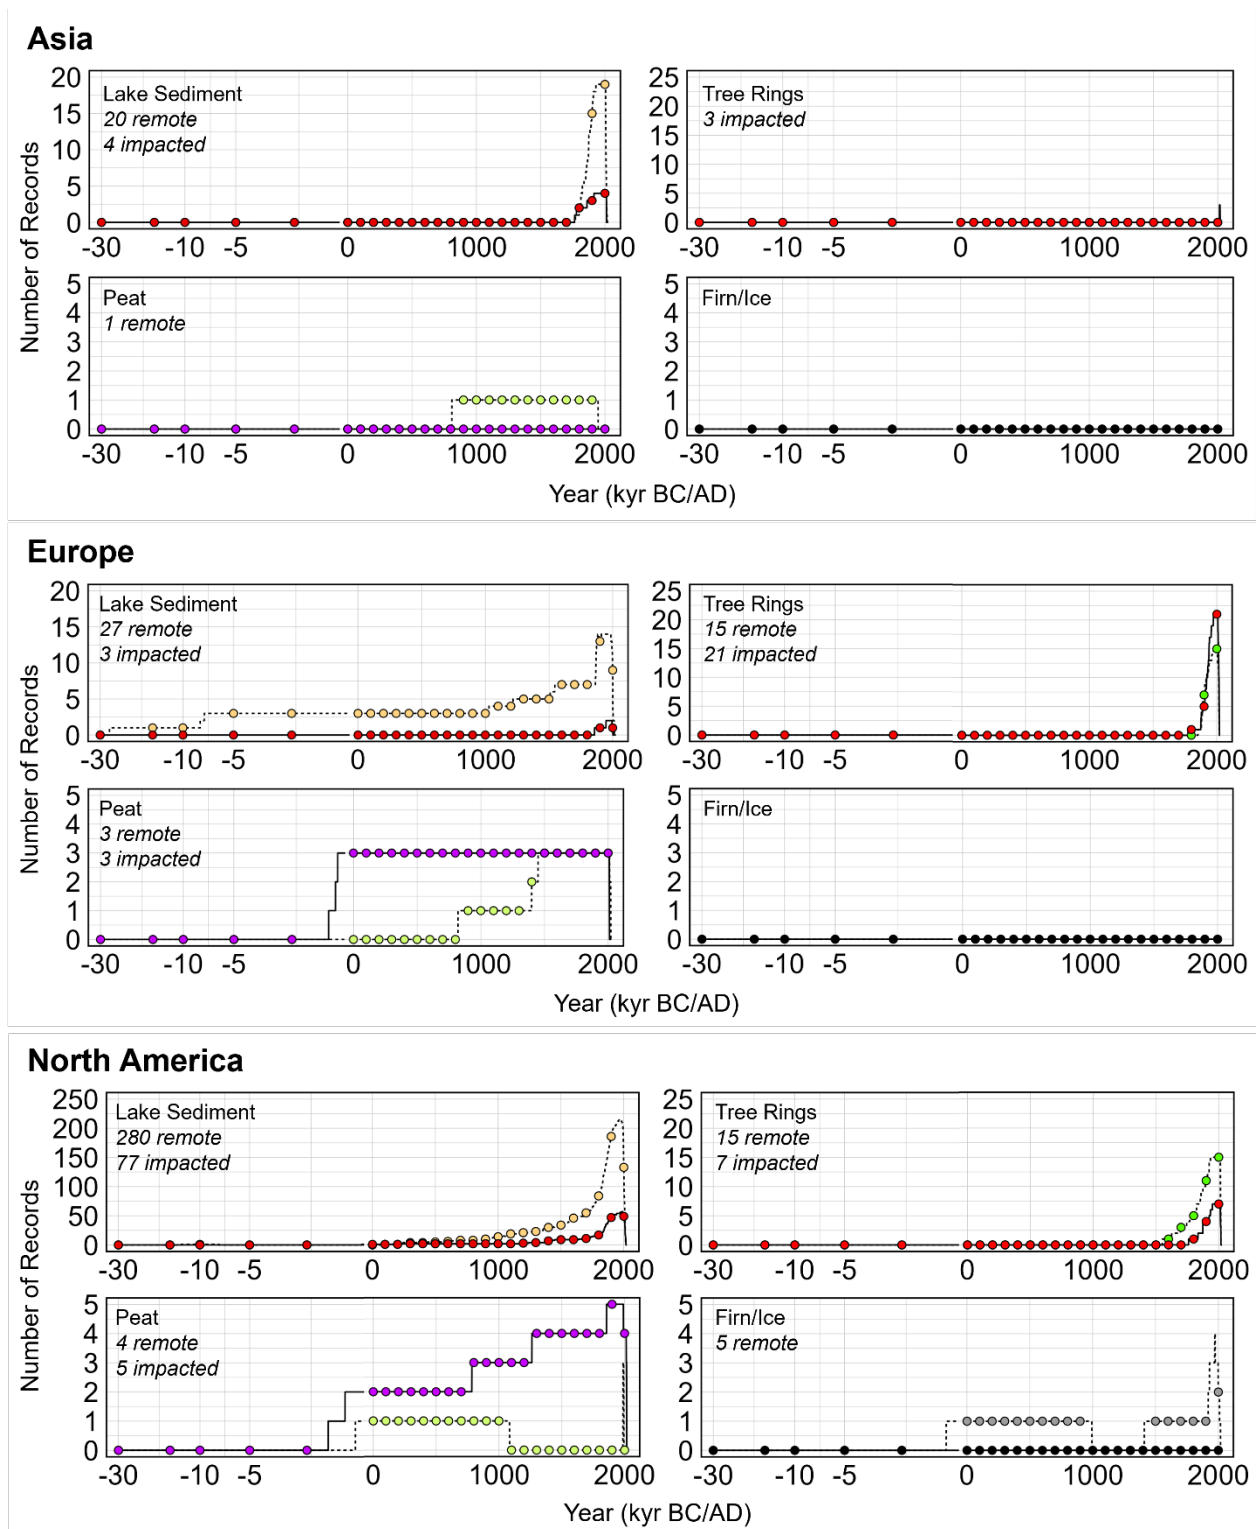 Asia
Number of Records
20
15
10
5
0
Lake Sediment
20 remote
4 impacted
-30 -10 -5 0 1000 2000
25
20
15
10
5
0
Tree Rings
3 impacted
-30 -10 -5 0 1000 2000
5
4
3
2
1
0
Peat
1 remote
-30 -10 -5 0 1000 2000
5
4
3
2
1
0
Firn/Ice
-30 -10 -5 0 1000 2000
Year (kyr BC/AD)
Europe
Number of Records
20
15
10
5
0
Lake Sediment
27 remote
3 impacted
-30 -10 -5 0 1000 2000
25
20
15
10
5
0
Tree Rings
15 remote
21 impacted
-30 -10 -5 0 1000 2000
5
4
3
2
1
0
Peat
3 remote
3 impacted
-30 -10 -5 0 1000 2000
5
4
3
2
1
0
Firn/Ice
-30 -10 -5 0 1000 2000
Year (kyr BC/AD)
North America
Number of Records
250
200
150
100
50
0
Lake Sediment
280 remote
77 impacted
-30 -10 -5 0 1000 2000
25
20
15
10
5
0
Tree Rings
15 remote
7 impacted
-30 -10 -5 0 1000 2000
5
4
3
2
1
0
Peat
4 remote
5 impacted
-30 -10 -5 0 1000 2000
5
4
3
2
1
0
Firn/Ice
5 remote
-30 -10 -5 0 1000 2000
Year (kyr BC/AD)